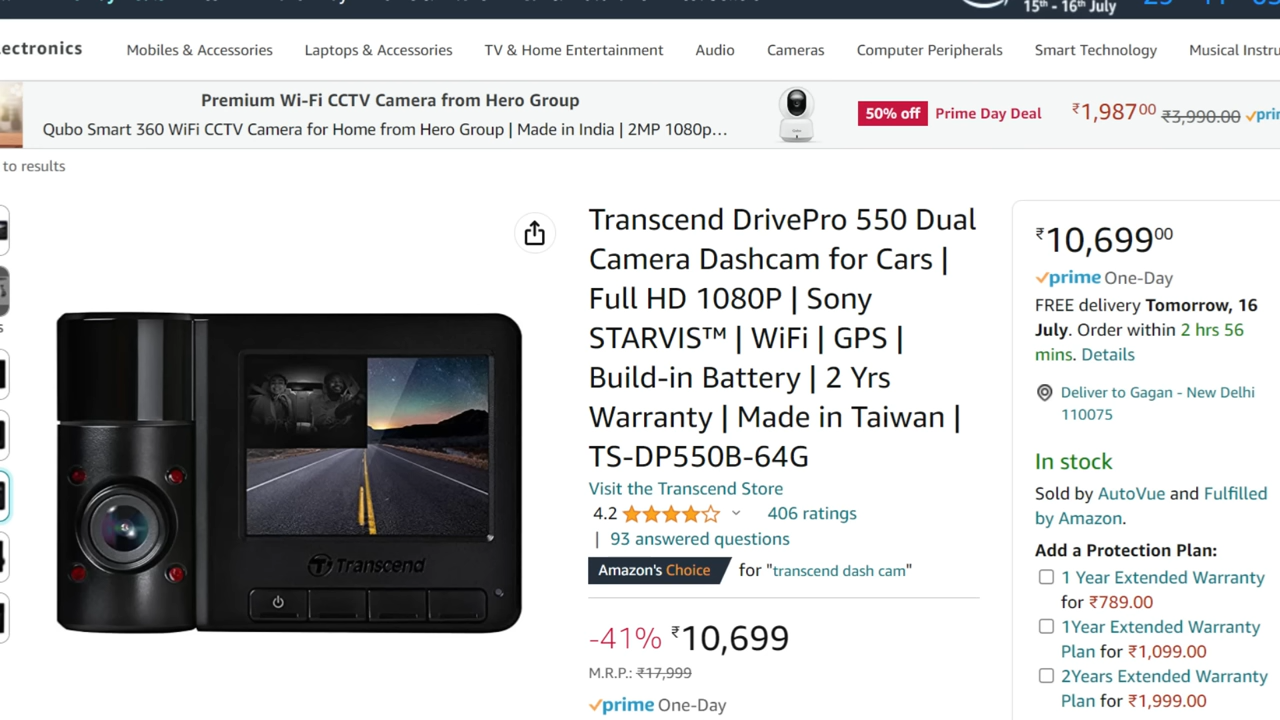 15th - 16th July
ectronics
Mobiles & Accessories
Laptops & Accessories
TV & Home Entertainment
Audio
Cameras
Computer Peripherals
Smart Technology
Musical Instru
Premium Wi-Fi CCTV Camera from Hero Group
Qubo Smart 360 WiFi CCTV Camera for Home from Hero Group | Made in India | 2MP 1080p...
50% off
Prime Day Deal
₹1,98700
₹3,990.00
prim
to results
Transcend DrivePro 550 Dual
Camera Dashcam for Cars |
Full HD 1080P | Sony
STARVIS™ | WiFi | GPS |
Build-in Battery | 2 Yrs
Warranty | Made in Taiwan |
TS-DP550B-64G
Visit the Transcend Store
4.2
406 ratings
| 93 answered questions
Amazon's Choice for "transcend dash cam"
-41% ₹10,699
M.R.P.: ₹17,999
prime One-Day
Transcend
₹10,69900
prime One-Day
FREE delivery Tomorrow, 16
July. Order within 2 hrs 56
mins. Details
Deliver to Gagan - New Delhi
110075
In stock
Sold by AutoVue and Fulfilled
by Amazon.
Add a Protection Plan:
1 Year Extended Warranty
for ₹789.00
1Year Extended Warranty
Plan for ₹1,099.00
2Years Extended Warranty
Plan for ₹1,999.00